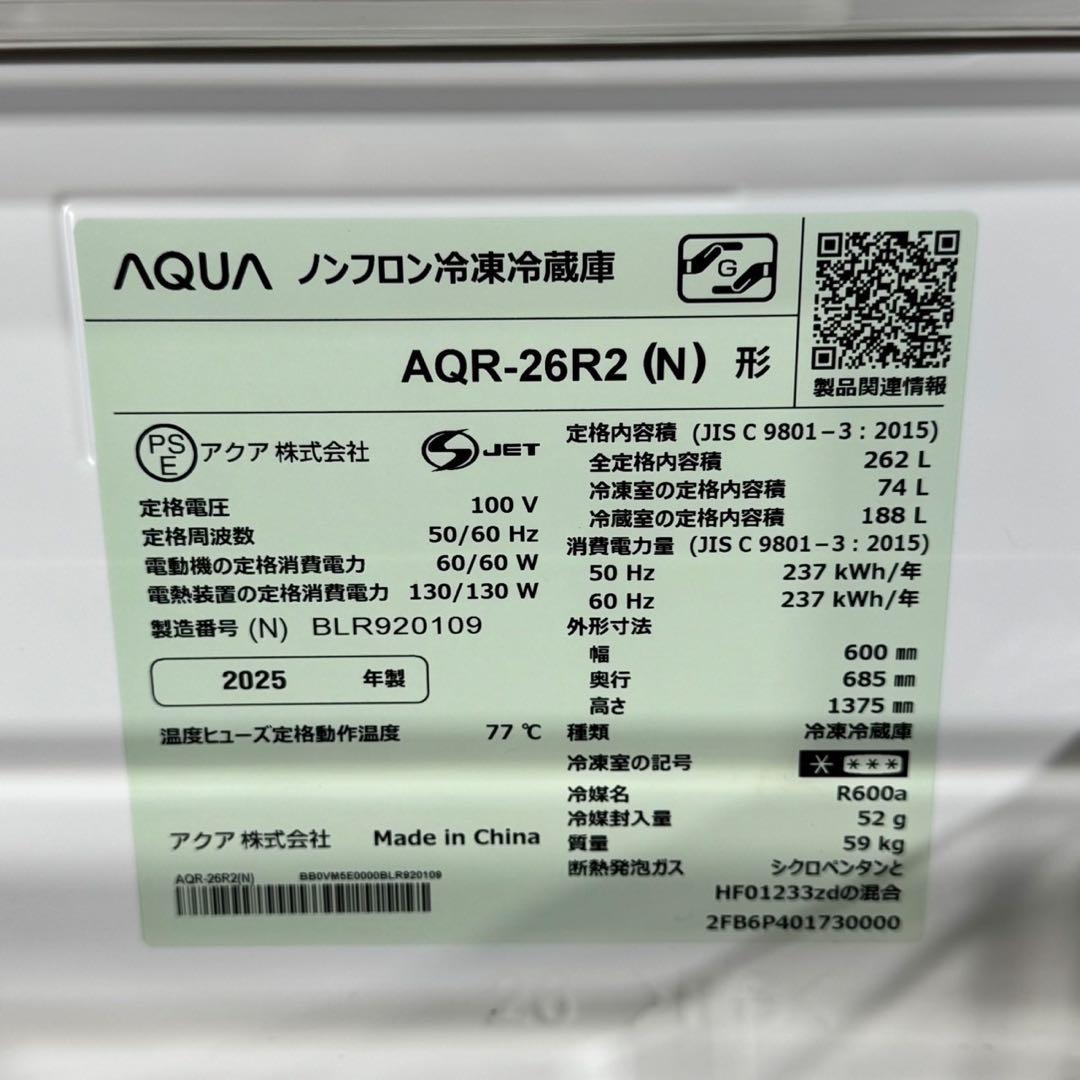 AQUA ノンフロン冷凍冷蔵庫
G
AQR-26R2 (N) 形
製品関連情報
PS
E
アクア 株式会社
S JET
定格電圧 100 V
定格周波数 50/60 Hz
電動機の定格消費電力 60/60 W
電熱装置の定格消費電力 130/130 W
製造番号 (N) BLR920109
2025 年製
温度ヒューズ定格動作温度 77 ℃
アクア 株式会社 Made in China
AQR-26R2(N) BB0VM5E0000BLR920109
定格内容積 (JIS C 9801−3 : 2015)
全定格内容積 262 L
冷凍室の定格内容積 74 L
冷蔵室の定格内容積 188 L
消費電力量 (JIS C 9801−3 : 2015)
50 Hz 237 kWh/年
60 Hz 237 kWh/年
外形寸法
幅 600 ㎜
奥行 685 ㎜
高さ 1375 ㎜
種類 冷凍冷蔵庫
冷凍室の記号 * ***
冷媒名 R600a
冷媒封入量 52 g
質量 59 kg
断熱発泡ガス シクロペンタンと
HFO1233zdの混合
2FB6P401730000